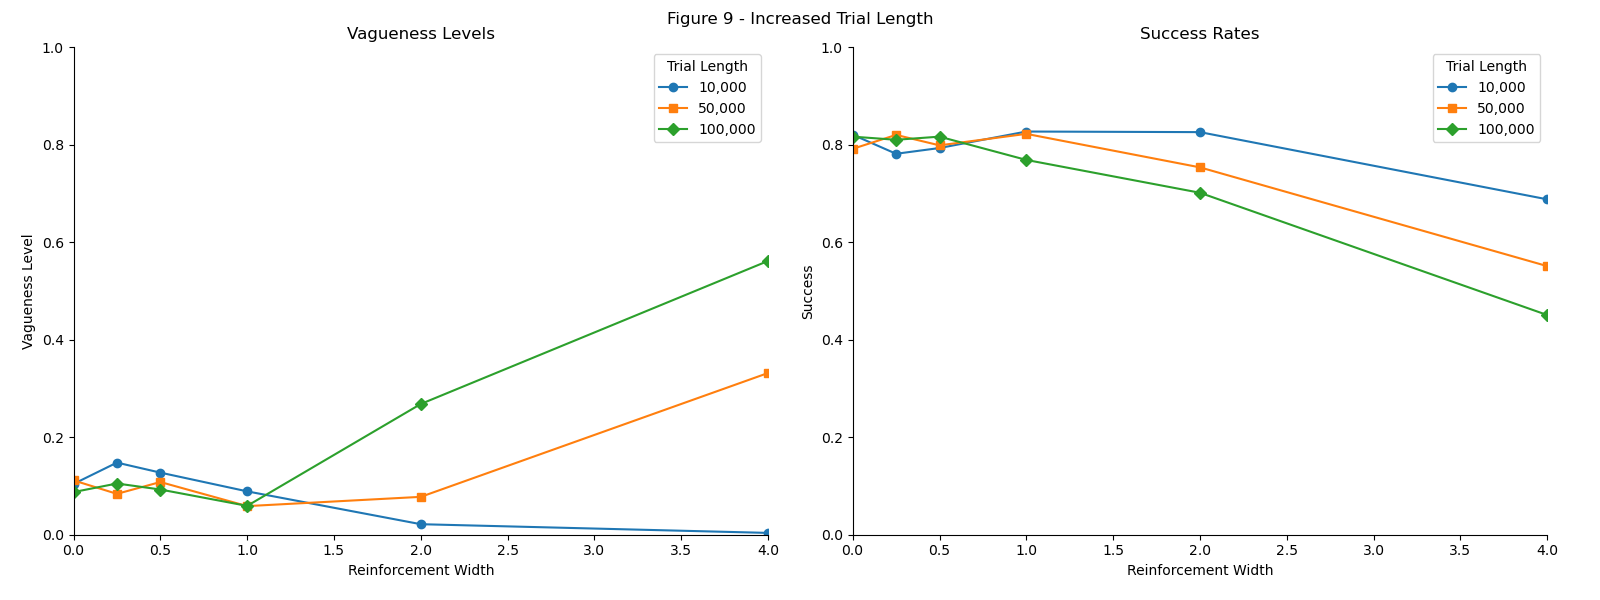 Figure 9 - Increased Trial Length
Vagueness Levels
1.0
0.8
0.6
0.4
0.2
0.0
Vagueness Level
Trial Length
10,000
50,000
100,000
0.0 0.5 1.0 1.5 2.0 2.5 3.0 3.5 4.0
Reinforcement Width
Success Rates
1.0
0.8
0.6
0.4
0.2
0.0
Success
Trial Length
10,000
50,000
100,000
0.0 0.5 1.0 1.5 2.0 2.5 3.0 3.5 4.0
Reinforcement Width